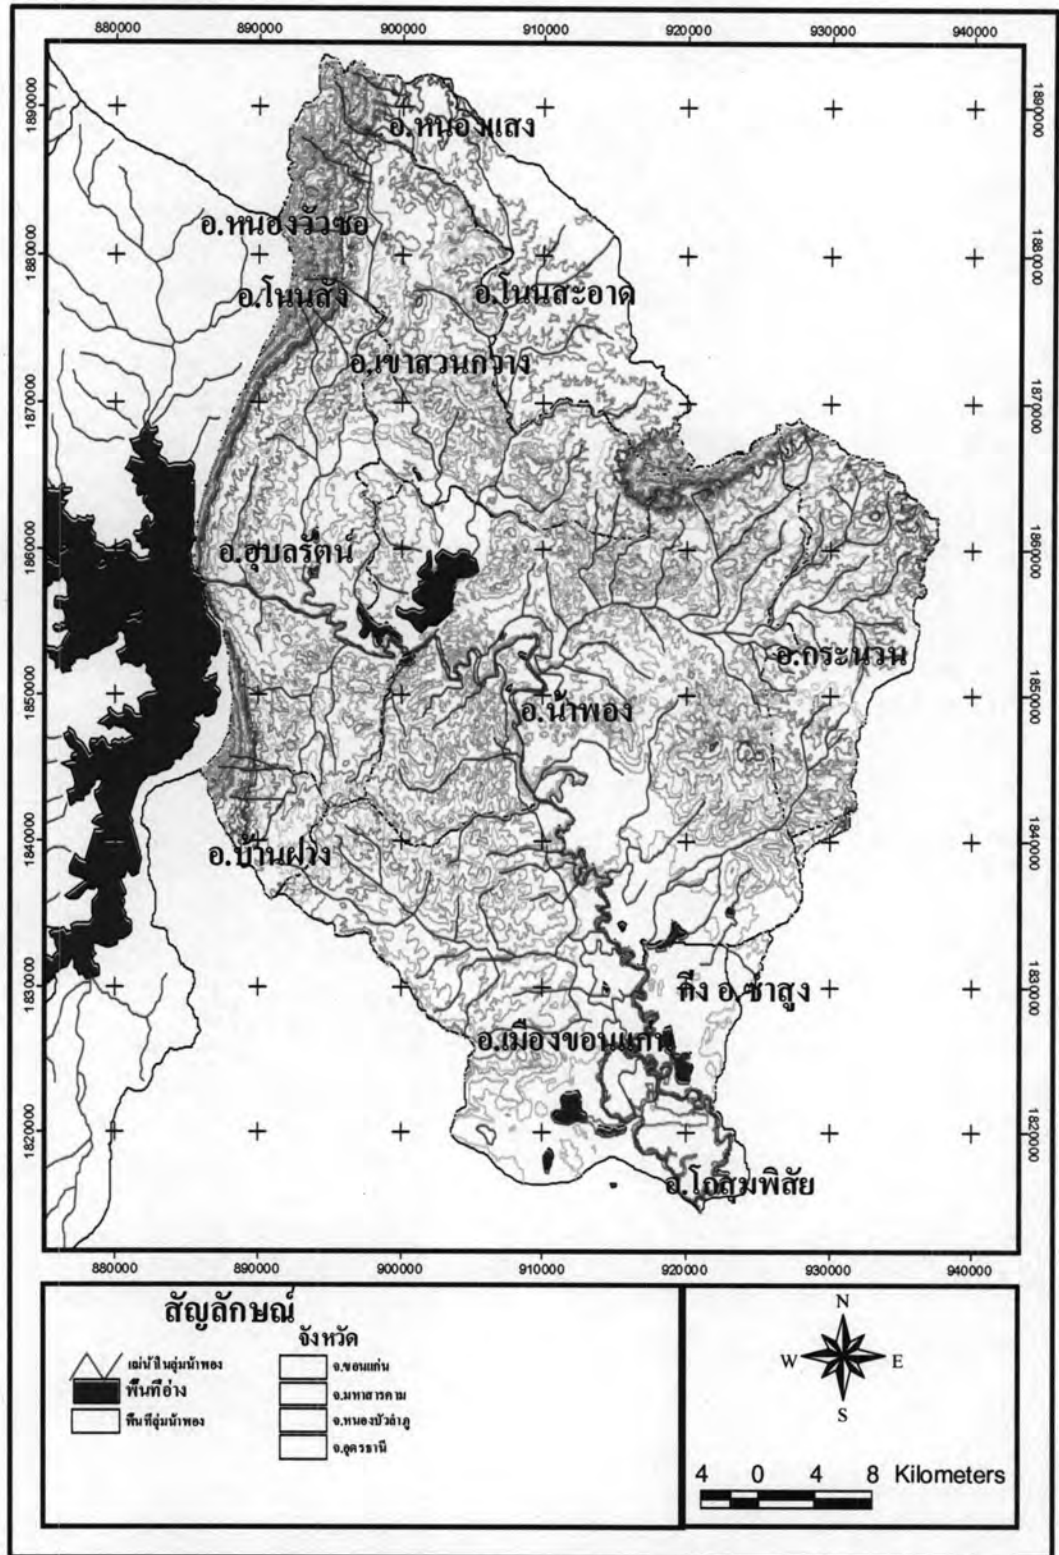 880000 890000 900000 910000 920000 930000 940000
1890000 1890000
อ.หนองแสง
อ.หนองวัวซอ
1880000 1880000
อ.โนนสัง อ.โนนสะอาด
อ.เขาสวนกวาง
1870000 1870000
1860000 1860000
อ.อุบลรัตน์
อ.กระนวน
1850000 1850000
อ.น้ำพอง
1840000 1840000
อ.บ้านฝาง
1830000 1830000
กิ่ง อ.ซำสูง
อ.เมืองขอนแก่น
1820000 1820000
อ.โกสุมพิสัย
880000 890000 900000 910000 920000 930000 940000
สัญลักษณ์
จังหวัด
แม่น้ำในลุ่มน้ำพอง
พื้นที่อ่าง
พื้นที่ลุ่มน้ำพอง
จ.ขอนแก่น
จ.มหาสารคาม
จ.หนองบัวลำภู
จ.อุดรธานี
N
W E
S
4 0 4 8 Kilometers